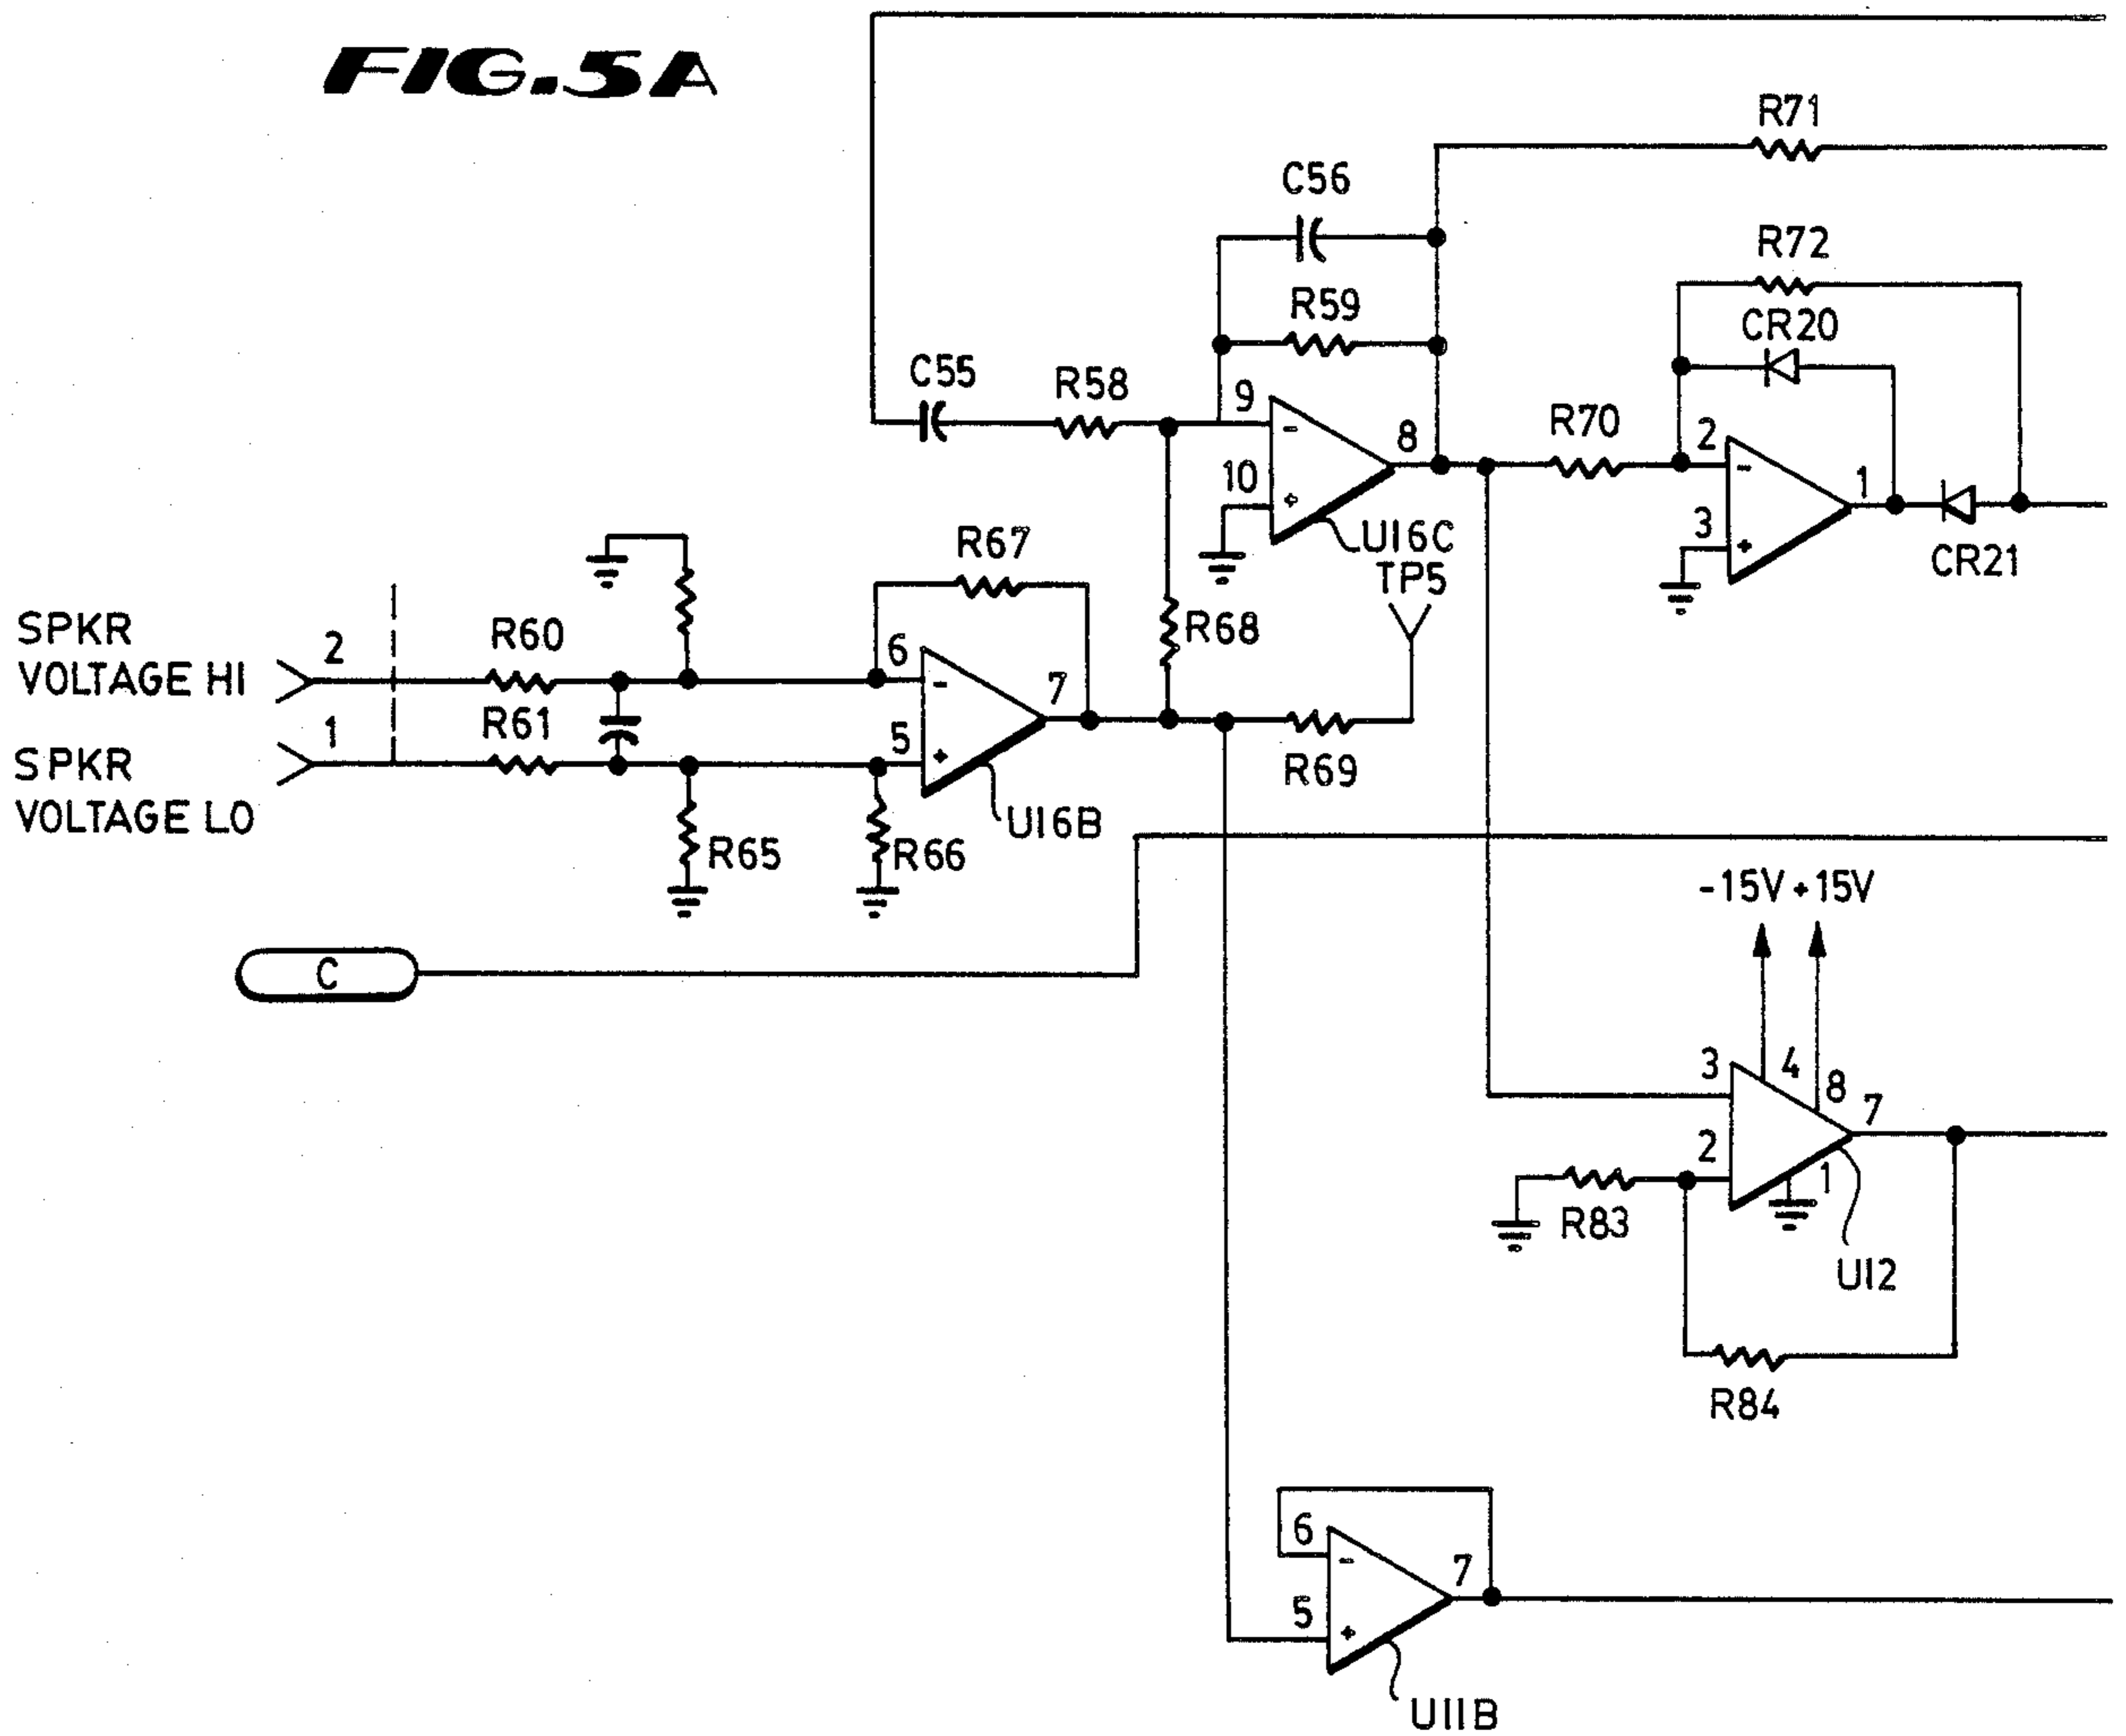 FIG. 5A
R71
C56
R72
R59
CR20
C55
R58
9
8
R70
2
10
1
3
U16C
TP5
CR21
R67
SPKR
VOLTAGE HI
2
R60
6
R68
7
R61
1
5
SPKR
VOLTAGE LO
R69
U16B
R65
R66
-15V +15V
C
3
4
8
7
2
1
R83
U12
R84
6
7
5
U11B